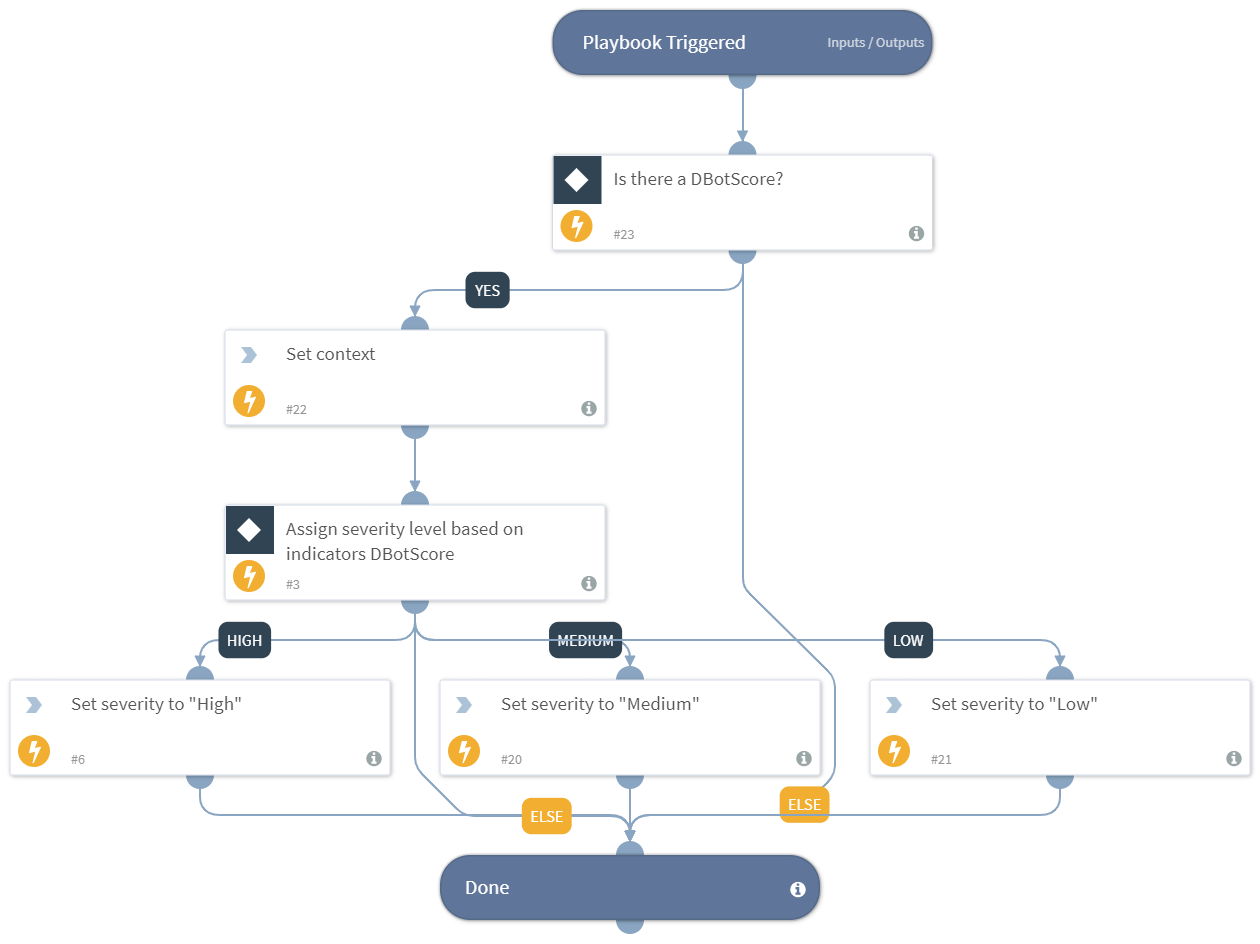 Playbook Triggered
Inputs / Outputs
Is there a DBotScore?
#23
YES
Set context
#22
Assign severity level based on
indicators DBotScore
#3
HIGH
MEDIUM
LOW
Set severity to "High"
#6
Set severity to "Medium"
#20
Set severity to "Low"
#21
ELSE
ELSE
Done